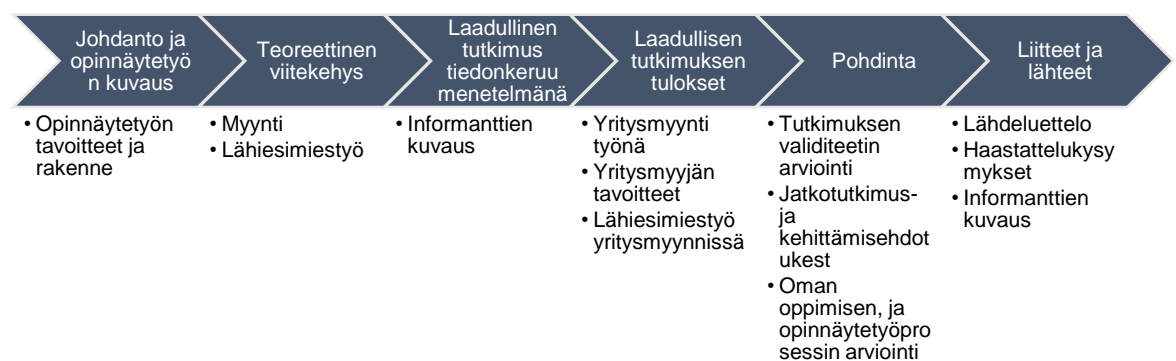 Johdanto ja
opinnäytetyö
n kuvaus
Teoreettinen
viitekehys
Laadullinen
tutkimus
tiedonkeruu
menetelmänä
Laadullisen
tutkimuksen
tulokset
Pohdinta
Liitteet ja
lähteet
• Opinnäytetyön
tavoitteet ja
rakenne
• Myynti
• Lähiesimiestyö
• Informanttien
kuvaus
• Yritysmyynti
työnä
• Yritysmyyjän
tavoitteet
• Lähiesimiestyö
yritysmyynnissä
• Tutkimuksen
validiteetin
arviointi
• Jatkotutkimus-
ja
kehittämisehdot
ukest
• Oman
oppimisen, ja
opinnäytetyöpro
sessin arviointi
• Lähdeluettelo
• Haastattelukysy
mykset
• Informanttien
kuvaus